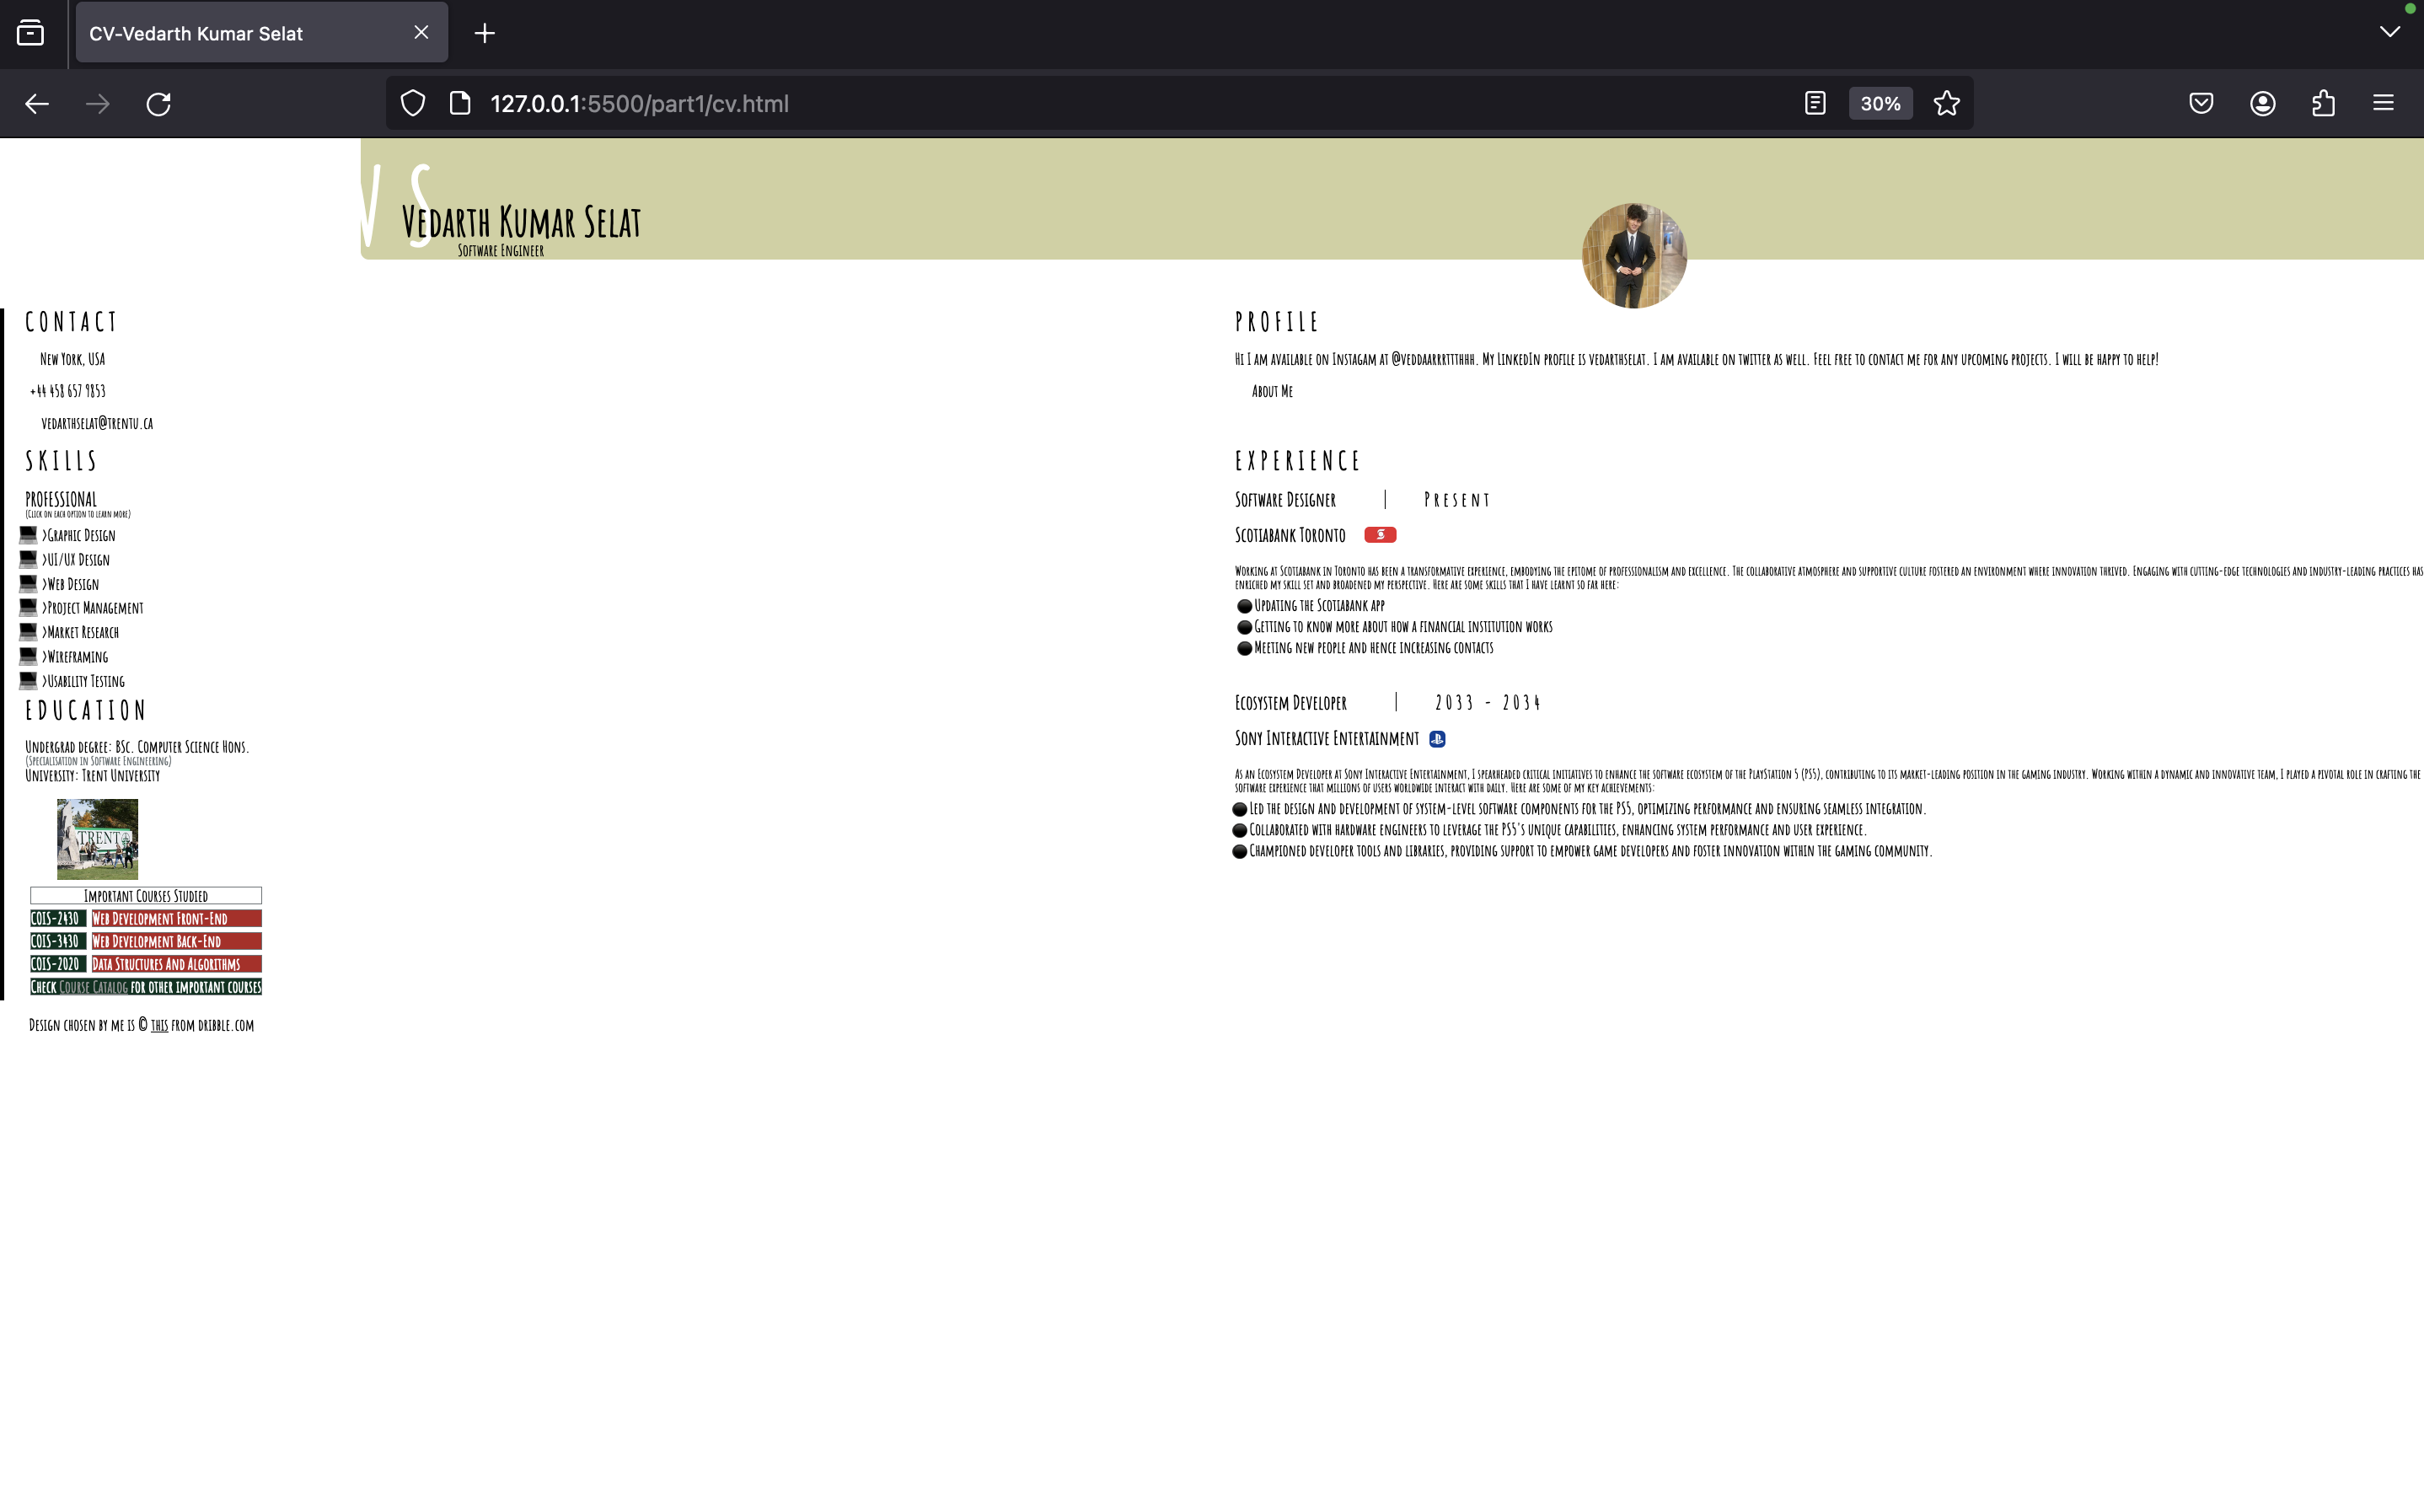 CV-Vedarth Kumar Selat
127.0.0.1:5500/part1/cv.html
30%
V S
Vedarth Kumar Selat
Software Engineer
CONTACT
New York, USA
+44 458 657 9853
vedarthselat@trentu.ca
SKILLS
PROFESSIONAL
(Click on each option to learn more)
>Graphic Design
>UI/UX Design
>Web Design
>Project Management
>Market Research
>Wireframing
>Usability Testing
EDUCATION
Undergrad degree: BSc. Computer Science Hons.
(Specialisation in Software Engineering)
University: Trent University
TRENT
Important Courses Studied
COIS-2430 Web Development Front-End
COIS-3430 Web Development Back-End
COIS-2020 Data Structures And Algorithms
Check Course Catalog for other important courses
Design chosen by me is © this from dribble.com
PROFILE
Hi I am available on Instagam at @veddaarrrttthhh. My LinkedIn profile is vedarthselat. I am available on twitter as well. Feel free to contact me for any upcoming projects. I will be happy to help!
About Me
EXPERIENCE
Software Designer | Present
Scotiabank Toronto
Working at Scotiabank in Toronto has been a transformative experience, embodying the epitome of professionalism and excellence. The collaborative atmosphere and supportive culture fostered an environment where innovation thrived. Engaging with cutting-edge technologies and industry-leading practices has
enriched my skill set and broadened my perspective. Here are some skills that I have learnt so far here:
Updating the Scotiabank app
Getting to know more about how a financial institution works
Meeting new people and hence increasing contacts
Ecosystem Developer | 2033 - 2034
Sony Interactive Entertainment
As an Ecosystem Developer at Sony Interactive Entertainment, I spearheaded critical initiatives to enhance the software ecosystem of the PlayStation 5 (PS5), contributing to its market-leading position in the gaming industry. Working within a dynamic and innovative team, I played a pivotal role in crafting the
software experience that millions of users worldwide interact with daily. Here are some of my key achievements:
Led the design and development of system-level software components for the PS5, optimizing performance and ensuring seamless integration.
Collaborated with hardware engineers to leverage the PS5's unique capabilities, enhancing system performance and user experience.
Championed developer tools and libraries, providing support to empower game developers and foster innovation within the gaming community.